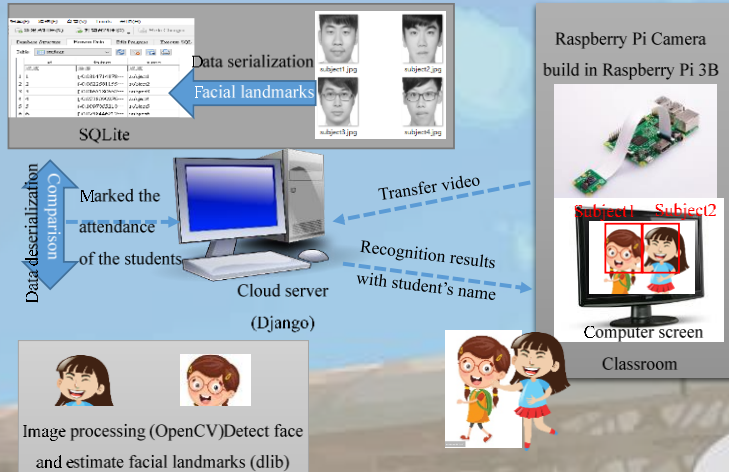 Data serialization
Facial landmarks
subject1.jpg
subject2.jpg
subject3.jpg
subject4.jpg
SQLite
Raspberry Pi Camera
build in Raspberry Pi 3B
Data deserialization
Comparison
Marked the
attendance
of the students
Transfer video
Recognition results
with student's name
Cloud server
(Django)
Subject1
Subject2
Computer screen
Classroom
Image processing (OpenCV)Detect face
and estimate facial landmarks (dlib)